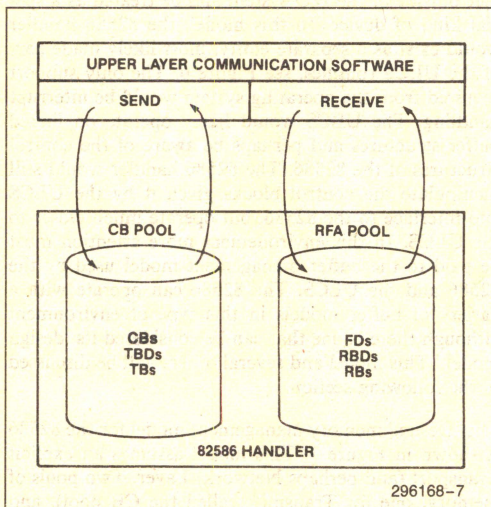 UPPER LAYER COMMUNICATION SOFTWARE
SEND
RECEIVE
CB POOL
RFA POOL
CBs
TBDs
TBs
FDs
RBDs
RBs
82586 HANDLER
296168-7